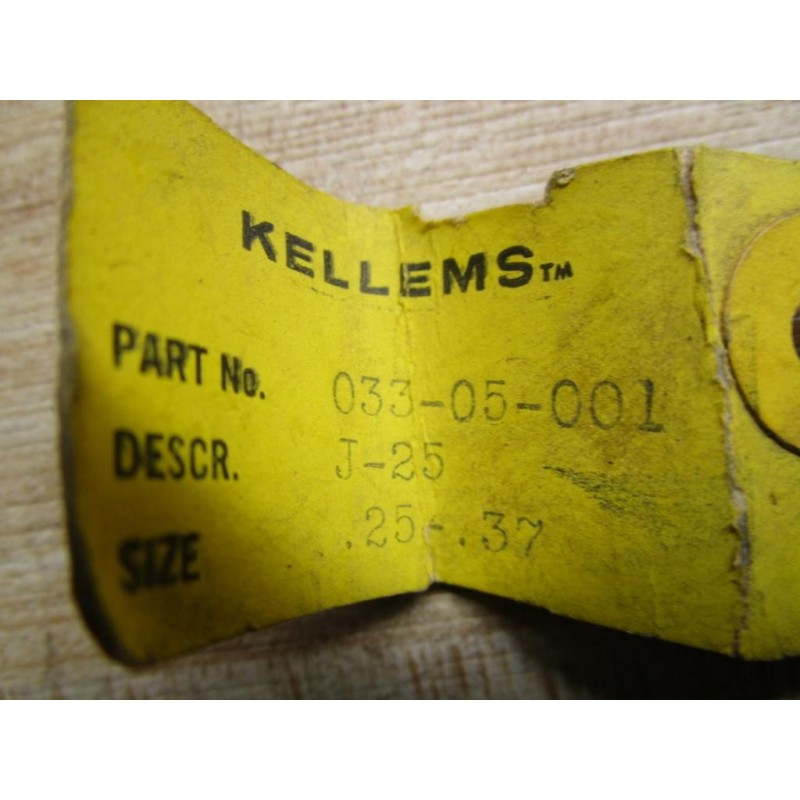 KELLEMS™
PART No. 033-05-001
DESCR. J-25
SIZE .25-.37